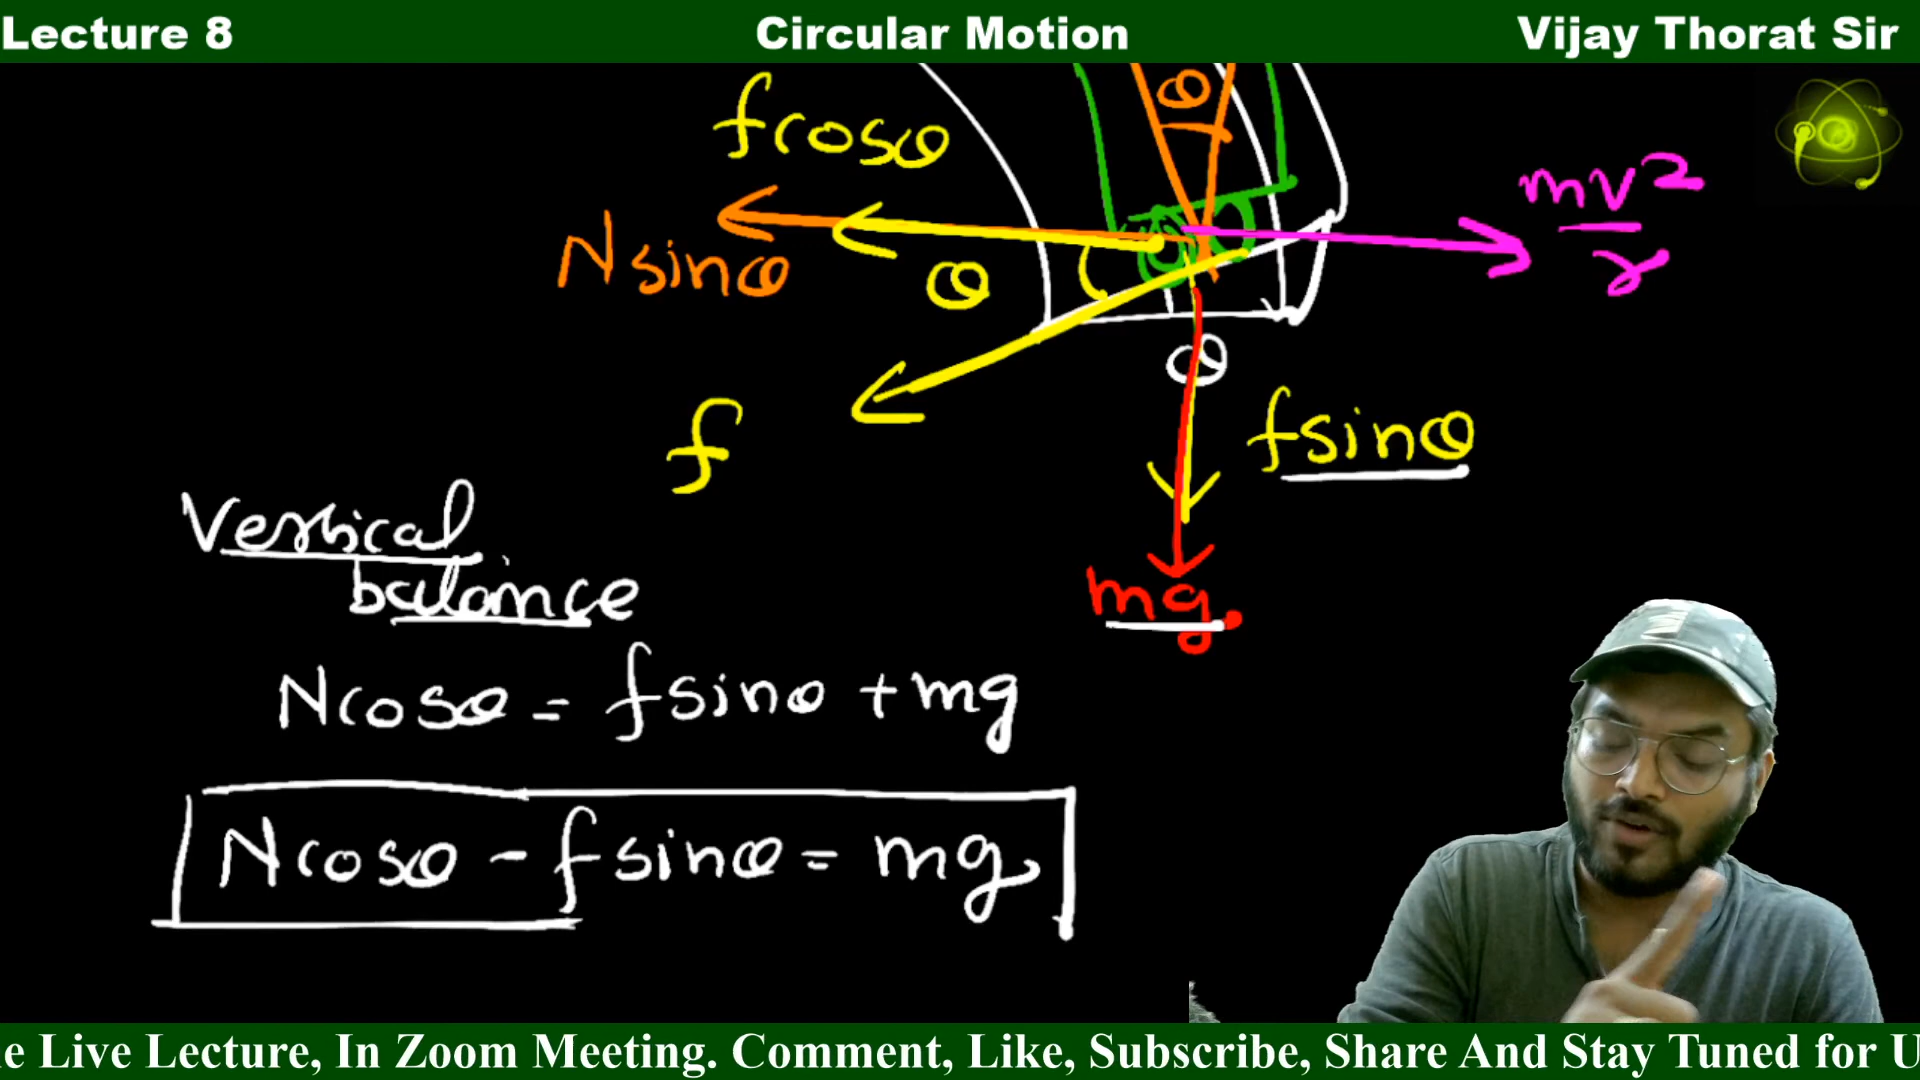 Lecture 8 Circular Motion Vijay Thorat Sir
θ
fcosθ
mv²
r
Nsinθ
θ
θ
f
fsinθ
Vertical
balance
mg
Ncosθ = fsinθ + mg
Ncosθ - fsinθ = mg
e Live Lecture, In Zoom Meeting. Comment, Like, Subscribe, Share And Stay Tuned for U